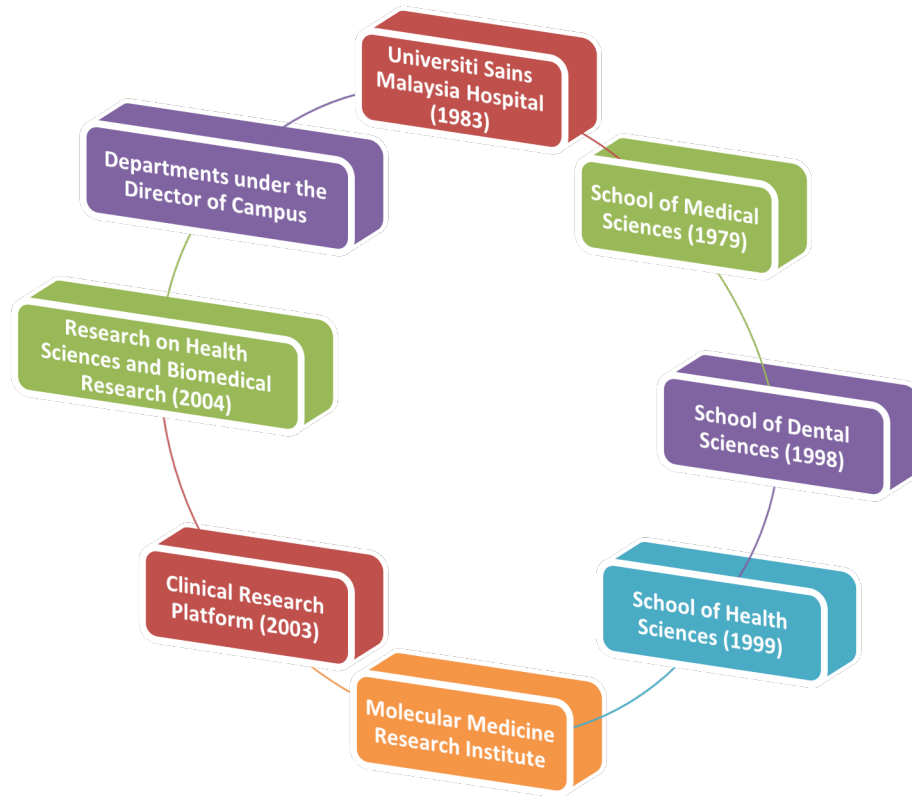 Universiti Sains
Malaysia Hospital
(1983)
School of Medical
Sciences (1979)
School of Dental
Sciences (1998)
School of Health
Sciences (1999)
Molecular Medicine
Research Institute
Clinical Research
Platform (2003)
Research on Health
Sciences and Biomedical
Research (2004)
Departments under the
Director of Campus